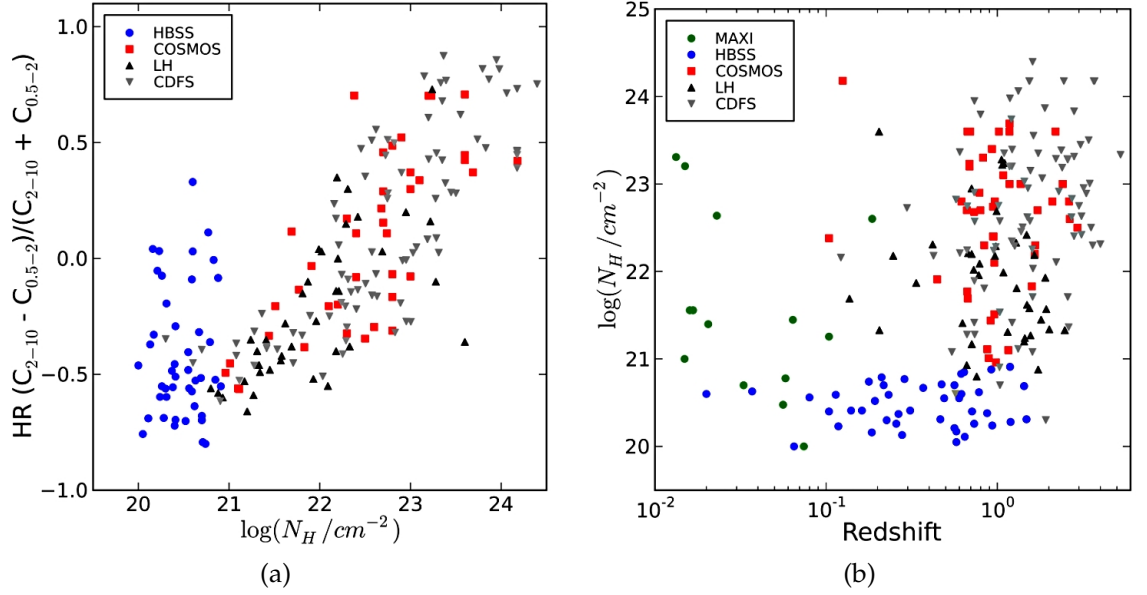 HBSS
COSMOS
LH
CDFS
1.0
0.5
0.0
−0.5
−1.0
HR (C2−10 - C0.5−2)/(C2−10 + C0.5−2)
20 21 22 23 24
log(NH/cm−2)
(a)
MAXI
HBSS
COSMOS
LH
CDFS
25
24
23
22
21
20
log(NH/cm−2)
10−2 10−1 100
Redshift
(b)